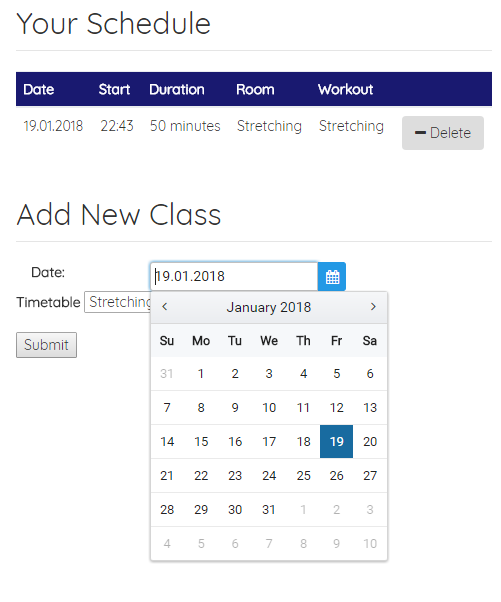 Your Schedule
Date Start Duration Room Workout
19.01.2018 22:43 50 minutes Stretching Stretching Delete
Add New Class
Date: 19.01.2018
Timetable Stretching
January 2018
Su Mo Tu We Th Fr Sa
31 1 2 3 4 5 6
7 8 9 10 11 12 13
14 15 16 17 18 19 20
21 22 23 24 25 26 27
28 29 30 31 1 2 3
4 5 6 7 8 9 10
Submit